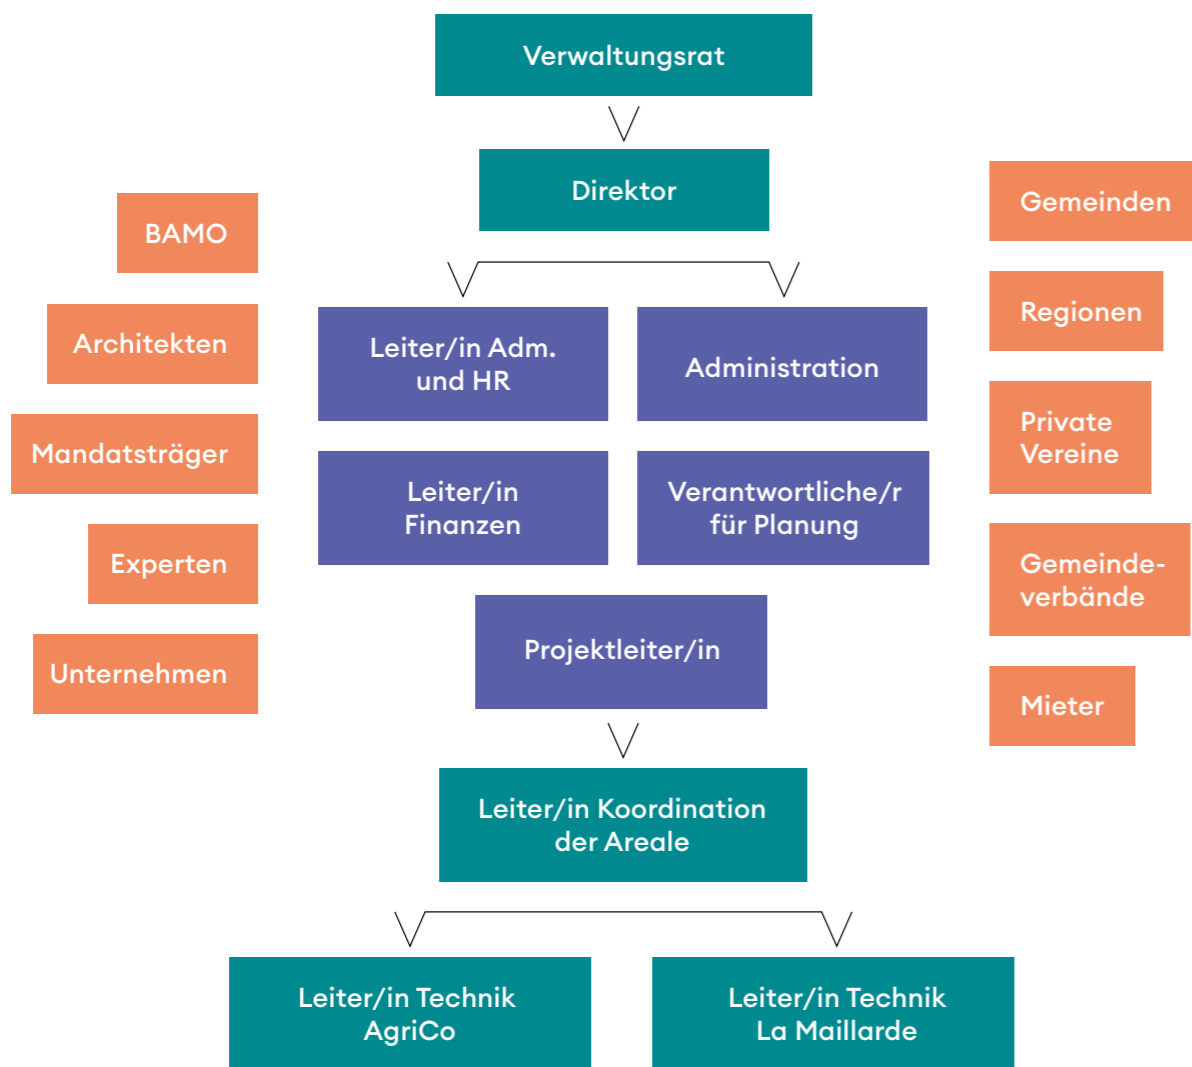 Verwaltungsrat
Direktor
BAMO
Architekten
Mandatsträger
Experten
Unternehmen
Leiter/in Adm.
und HR
Administration
Leiter/in
Finanzen
Verantwortliche/r
für Planung
Projektleiter/in
Gemeinden
Regionen
Private
Vereine
Gemeinde-
verbände
Mieter
Leiter/in Koordination
der Areale
Leiter/in Technik
AgriCo
Leiter/in Technik
La Maillarde